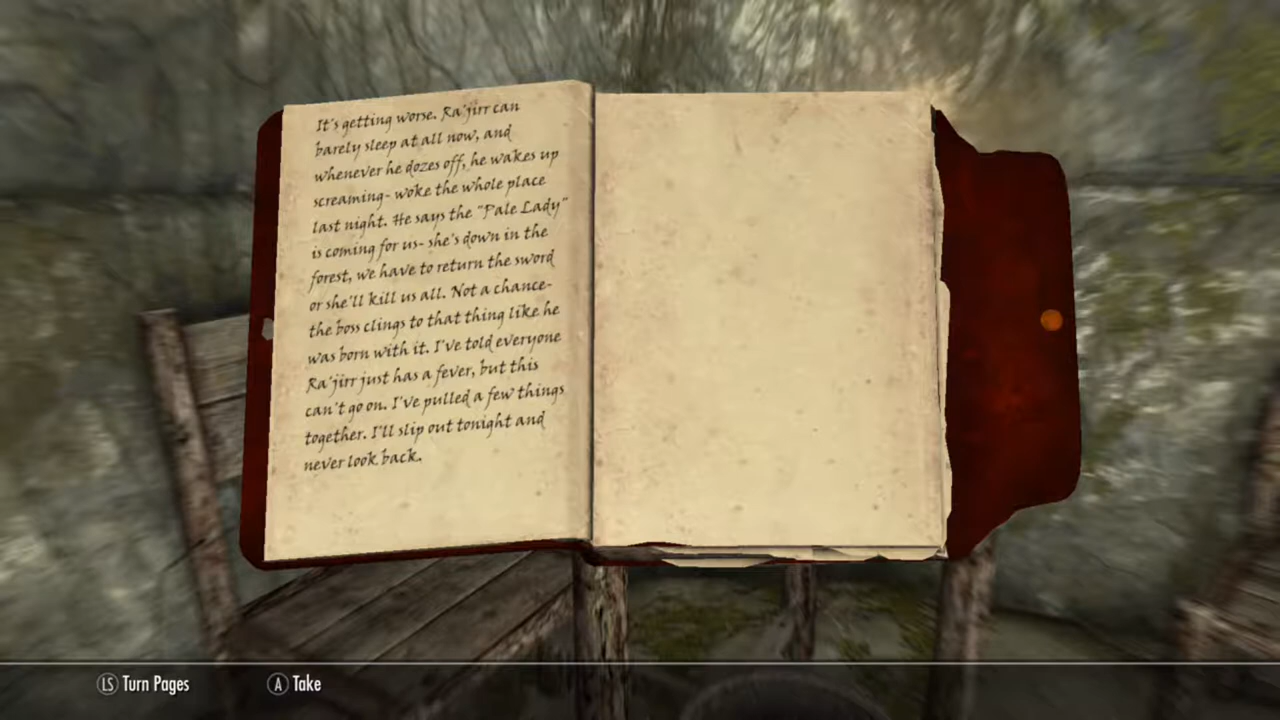 It's getting worse. Ra'jirr can
barely sleep at all now, and
whenever he dozes off, he wakes up
screaming- woke the whole place
last night. He says the "Pale Lady"
is coming for us- she's down in the
forest, we have to return the sword
or she'll kill us all. Not a chance-
the boss clings to that thing like he
was born with it. I've told everyone
Ra'jirr just has a fever, but this
can't go on. I've pulled a few things
together. I'll slip out tonight and
never look back.
LS Turn Pages
A Take